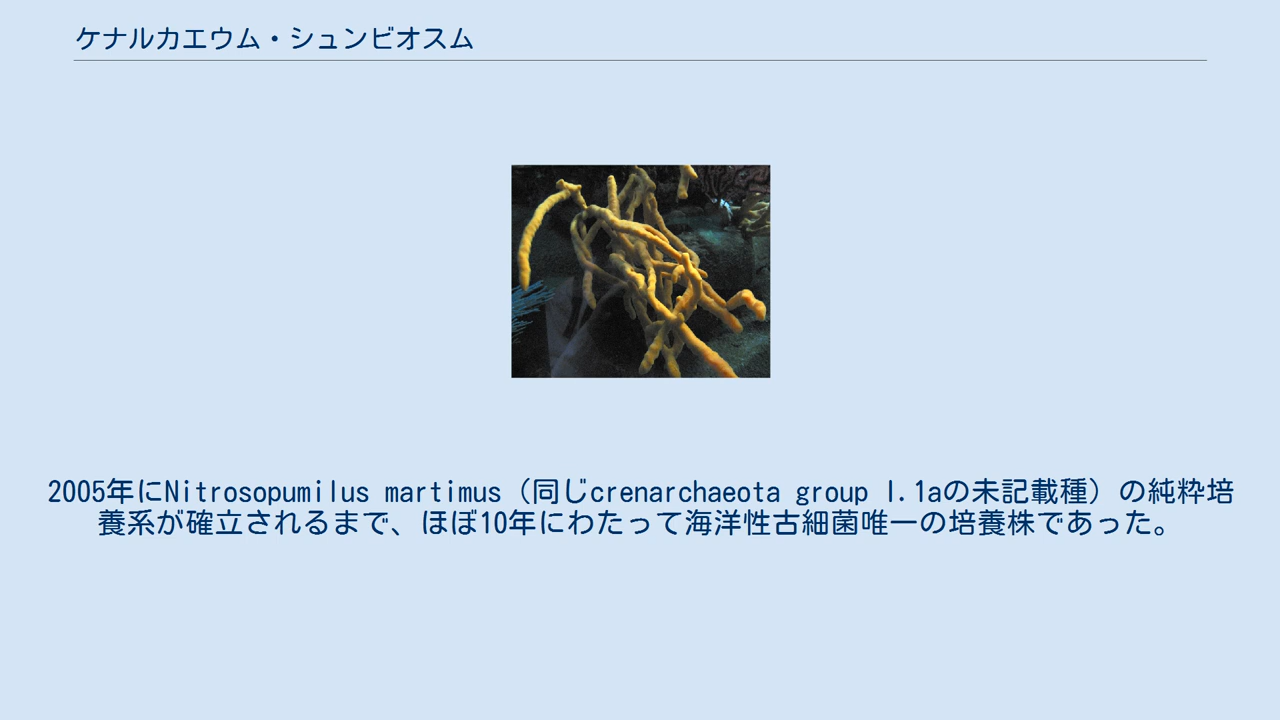 ケナルカエウム・シュンビオスム
2005年にNitrosopumilus martimus（同じcrenarchaeota group I.1aの未記載種）の純粋培
養系が確立されるまで、ほぼ10年にわたって海洋性古細菌唯一の培養株であった。